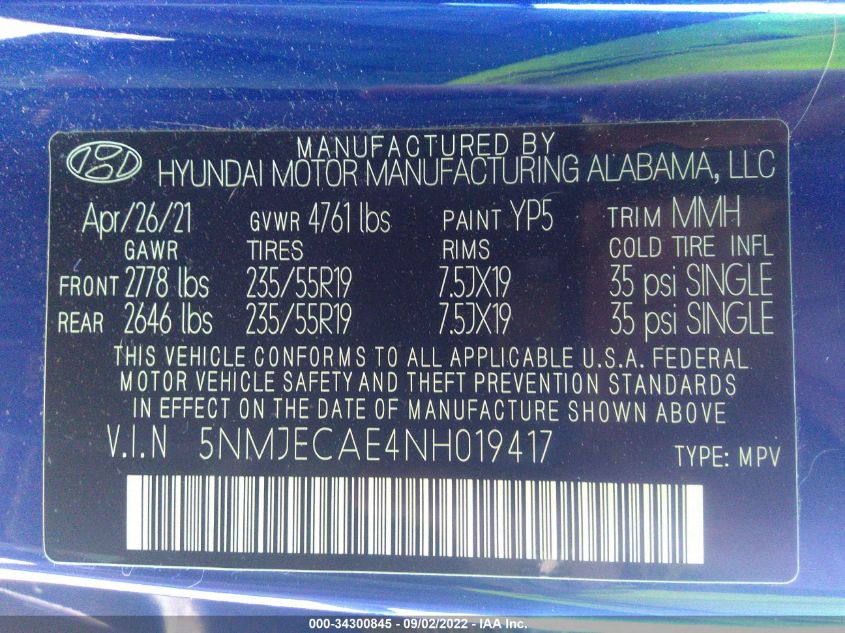 MANUFACTURED BY
HYUNDAI MOTOR MANUFACTURING ALABAMA, LLC
Apr/26/21 GVWR 4761 lbs PAINT YP5 TRIM MMH
GAWR TIRES RIMS COLD TIRE INFL
FRONT 2778 lbs 235/55R19 7.5JX19 35 psi SINGLE
REAR 2646 lbs 235/55R19 7.5JX19 35 psi SINGLE
THIS VEHICLE CONFORMS TO ALL APPLICABLE U.S.A. FEDERAL
MOTOR VEHICLE SAFETY AND THEFT PREVENTION STANDARDS
IN EFFECT ON THE DATE OF MANUFACTURE SHOWN ABOVE
V.I.N 5NMJECAE4NH019417 TYPE: MPV
000-34300845 - 09/02/2022 - IAA Inc.